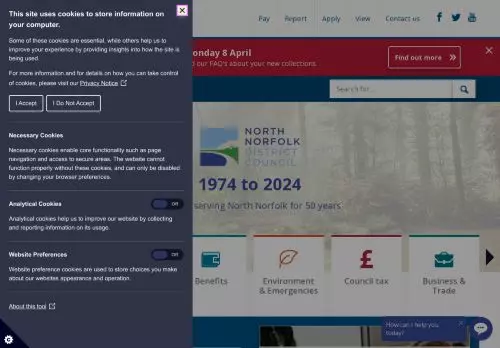 This site uses cookies to store information on
your computer.
Some of these cookies are essential, while others help us to
improve your experience by providing insights into how the site is
being used.
For more information and for details on how you can take control
of cookies, please visit our Privacy Notice
I Accept
I Do Not Accept
Necessary Cookies
Necessary cookies enable core functionality such as page
navigation and access to secure areas. The website cannot
function properly without these cookies, and can only be disabled
by changing your browser preferences.
Analytical Cookies
Off
Analytical cookies help us to improve our website by collecting
and reporting information on its usage.
Website Preferences
Off
Website preference cookies are used to store choices you make
about our websites appearance and operation.
About this tool
Pay
Report
Apply
View
Contact us
Monday 8 April
our FAQ's about your new collections.
Find out more
Search for...
NORTH
NORFOLK
DISTRICT
COUNCIL
1974 to 2024
serving North Norfolk for 50 years
Benefits
Environment
& Emergencies
£
Council tax
Business &
Trade
How can I help you
today?